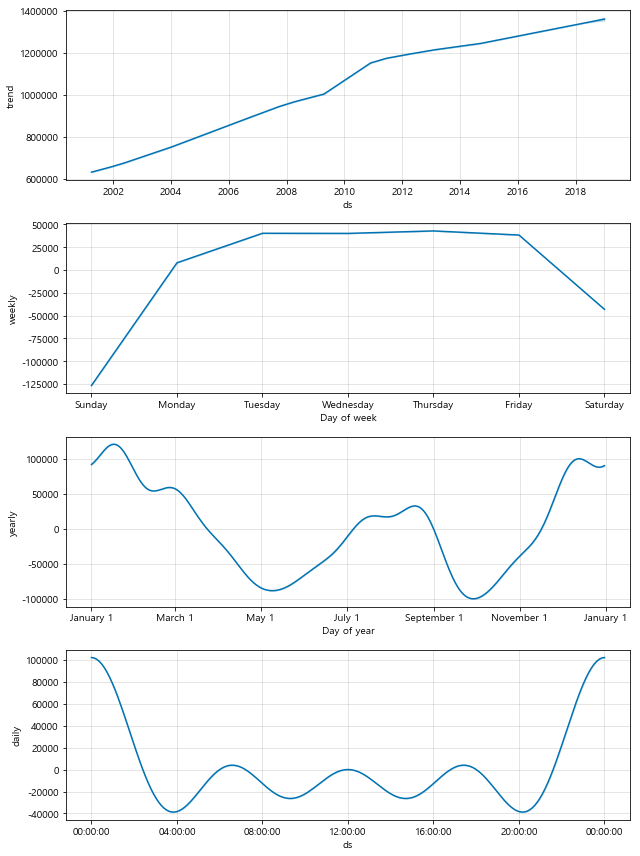 1400000
1200000
1000000
800000
600000
trend
2002 2004 2006 2008 2010 2012 2014 2016 2018
ds
50000
25000
0
-25000
-50000
-75000
-100000
-125000
weekly
Sunday Monday Tuesday Wednesday Thursday Friday Saturday
Day of week
100000
50000
0
-50000
-100000
yearly
January 1 March 1 May 1 July 1 September 1 November 1 January 1
Day of year
100000
80000
60000
40000
20000
0
-20000
-40000
daily
00:00:00 04:00:00 08:00:00 12:00:00 16:00:00 20:00:00 00:00:00
ds